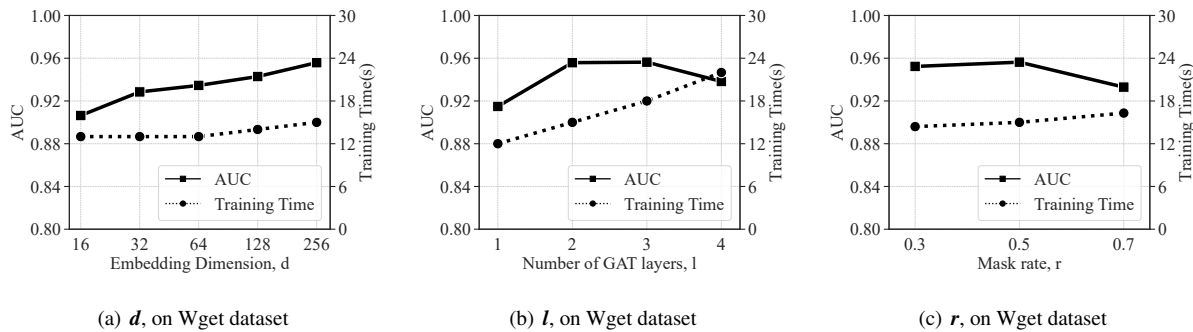 1.00
0.96
0.92
0.88
0.84
0.80
AUC
30
24
18
12
6
0
Training Time(s)
AUC
Training Time
16 32 64 128 256
Embedding Dimension, d
(a) d, on Wget dataset
1.00
0.96
0.92
0.88
0.84
0.80
AUC
30
24
18
12
6
0
Training Time(s)
AUC
Training Time
1 2 3 4
Number of GAT layers, l
(b) l, on Wget dataset
1.00
0.96
0.92
0.88
0.84
0.80
AUC
30
24
18
12
6
0
Training Time(s)
AUC
Training Time
0.3 0.5 0.7
Mask rate, r
(c) r, on Wget dataset